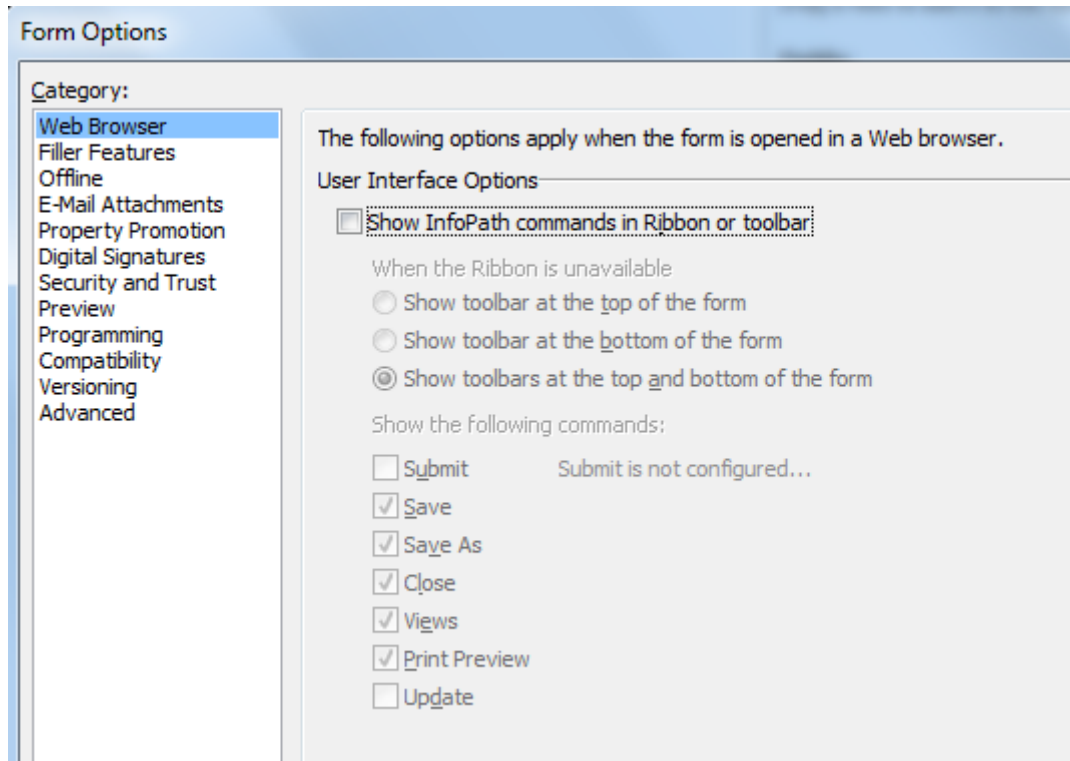 Form Options
Category:
Web Browser
Filler Features
Offline
E-Mail Attachments
Property Promotion
Digital Signatures
Security and Trust
Preview
Programming
Compatibility
Versioning
Advanced
The following options apply when the form is opened in a Web browser.
User Interface Options
Show InfoPath commands in Ribbon or toolbar
When the Ribbon is unavailable
Show toolbar at the top of the form
Show toolbar at the bottom of the form
Show toolbars at the top and bottom of the form
Show the following commands:
Submit Submit is not configured...
Save
Save As
Close
Views
Print Preview
Update